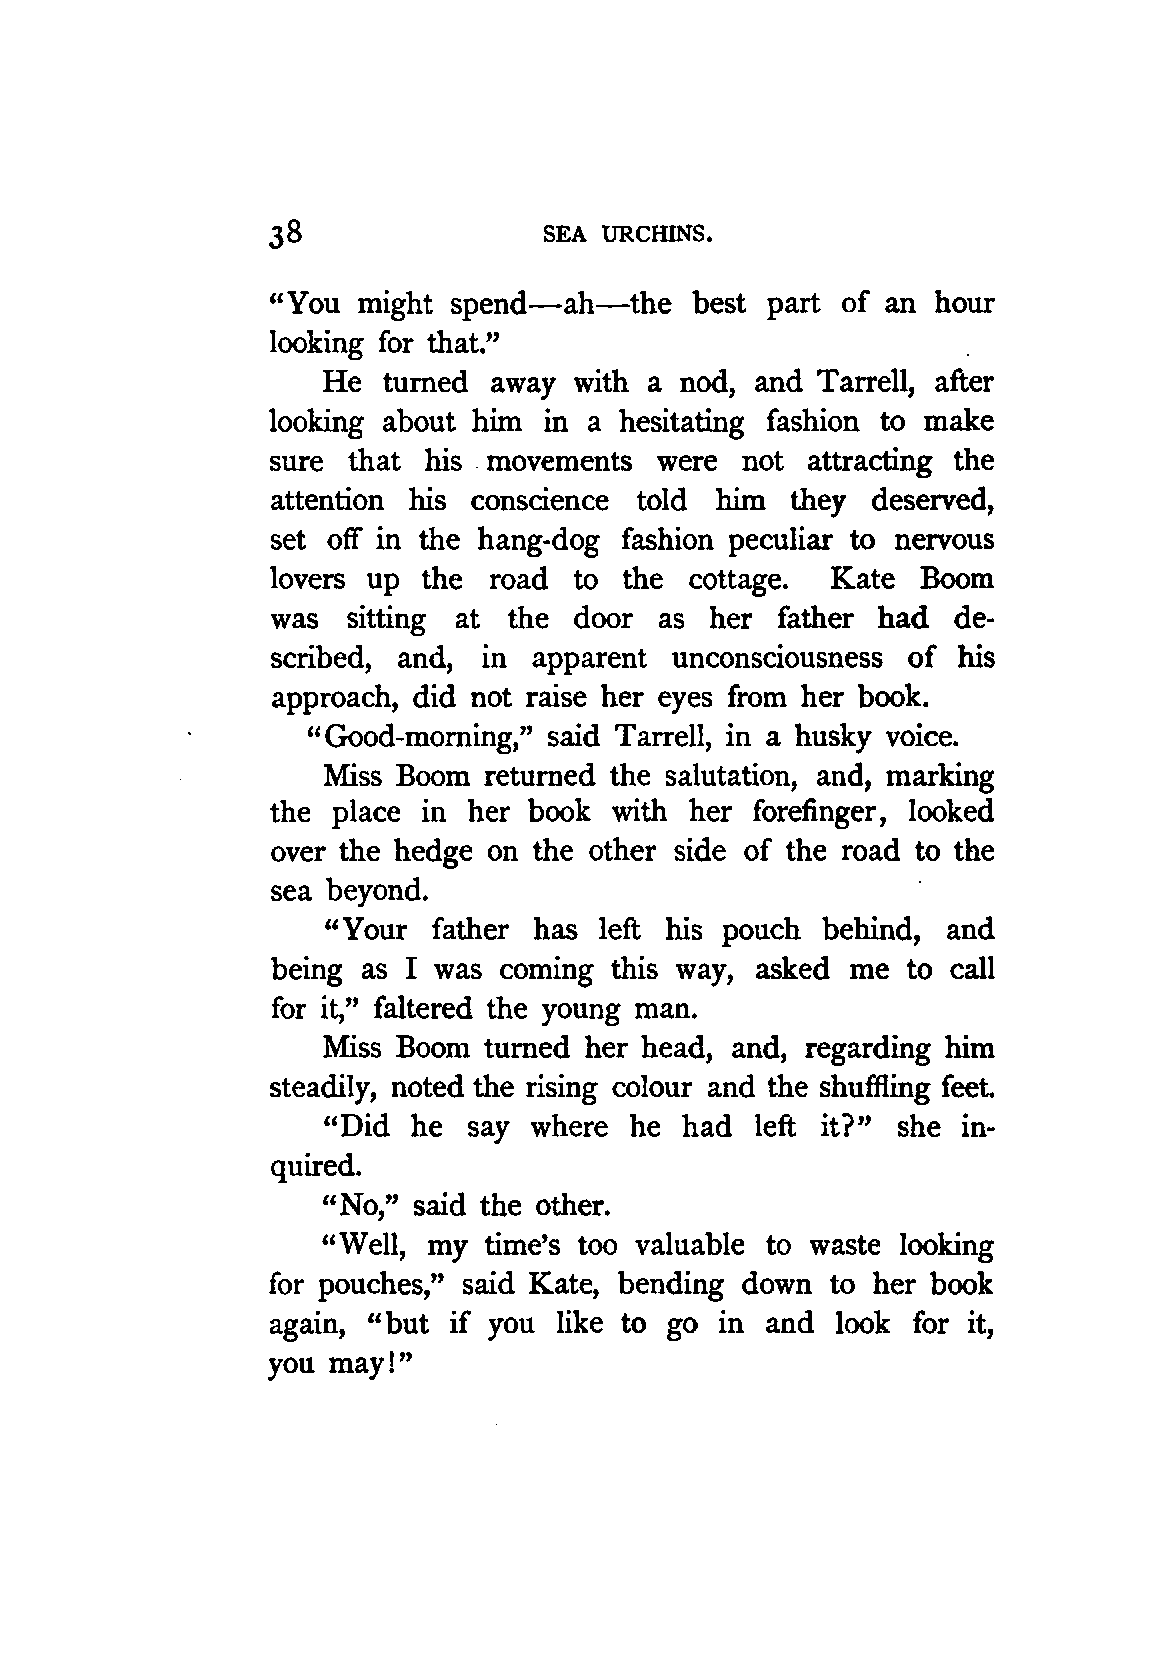 38 SEA URCHINS.
“You might spend—ah—the best part of an hour
looking for that.”
He turned away with a nod, and Tarrell, after
looking about him in a hesitating fashion to make
sure that his movements were not attracting the
attention his conscience told him they deserved,
set off in the hang-dog fashion peculiar to nervous
lovers up the road to the cottage. Kate Boom
was sitting at the door as her father had de-
scribed, and, in apparent unconsciousness of his
approach, did not raise her eyes from her book.
“Good-morning,” said Tarrell, in a husky voice.
Miss Boom returned the salutation, and, marking
the place in her book with her forefinger, looked
over the hedge on the other side of the road to the
sea beyond.
“Your father has left his pouch behind, and
being as I was coming this way, asked me to call
for it,” faltered the young man.
Miss Boom turned her head, and, regarding him
steadily, noted the rising colour and the shuffling feet.
“Did he say where he had left it?” she in-
quired.
“No,” said the other.
“Well, my time’s too valuable to waste looking
for pouches,” said Kate, bending down to her book
again, “but if you like to go in and look for it,
you may!”